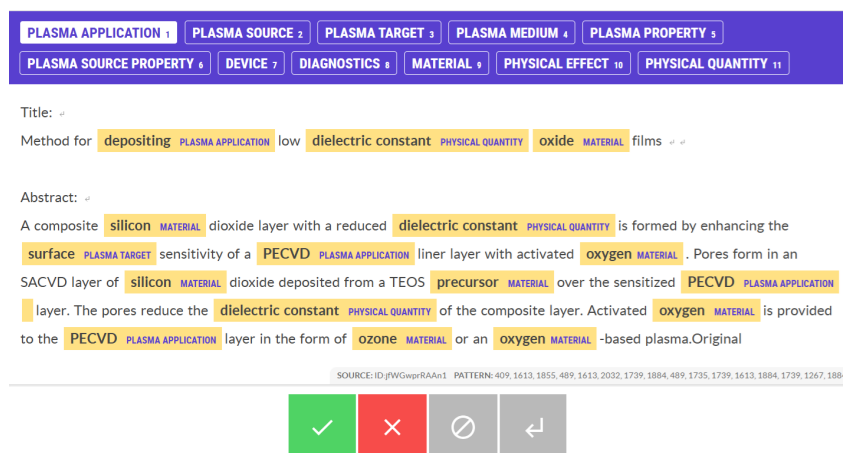 PLASMA APPLICATION 1 PLASMA SOURCE 2 PLASMA TARGET 3 PLASMA MEDIUM 4 PLASMA PROPERTY 5
PLASMA SOURCE PROPERTY 6 DEVICE 7 DIAGNOSTICS 8 MATERIAL 9 PHYSICAL EFFECT 10 PHYSICAL QUANTITY 11
Title: ↵
Method for depositing PLASMA APPLICATION low dielectric constant PHYSICAL QUANTITY oxide MATERIAL films ↵ ↵
Abstract: ↵
A composite silicon MATERIAL dioxide layer with a reduced dielectric constant PHYSICAL QUANTITY is formed by enhancing the
surface PLASMA TARGET sensitivity of a PECVD PLASMA APPLICATION liner layer with activated oxygen MATERIAL . Pores form in an
SACVD layer of silicon MATERIAL dioxide deposited from a TEOS precursor MATERIAL over the sensitized PECVD PLASMA APPLICATION
layer. The pores reduce the dielectric constant PHYSICAL QUANTITY of the composite layer. Activated oxygen MATERIAL is provided
to the PECVD PLASMA APPLICATION layer in the form of ozone MATERIAL or an oxygen MATERIAL -based plasma.Original
SOURCE: ID:jfWGwprRAAn1 PATTERN: 409, 1613, 1855, 489, 1613, 2032, 1739, 1884, 489, 1735, 1739, 1613, 1884, 1739, 1267, 188